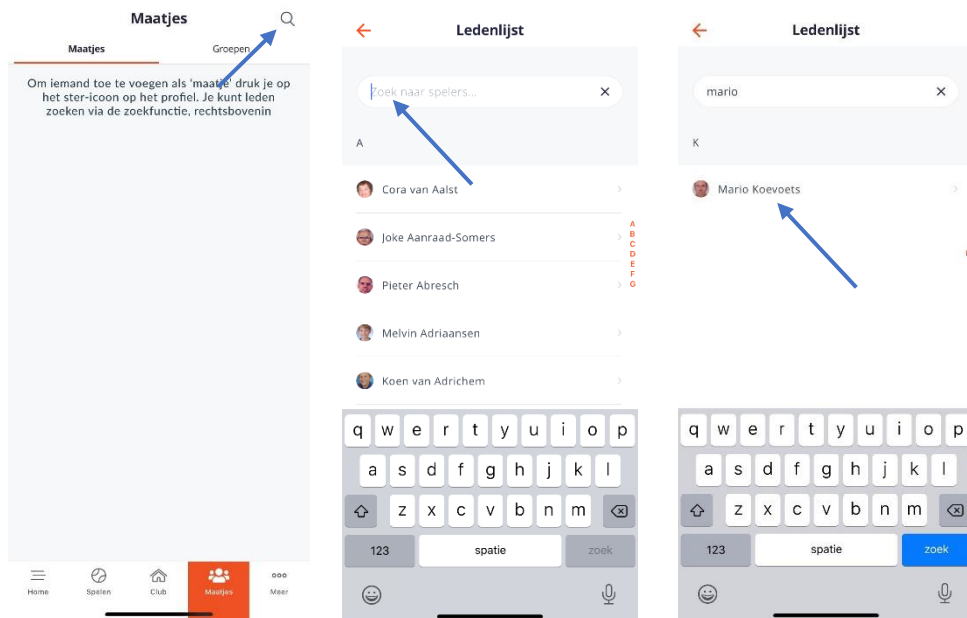 Maatjes
Maatjes
Groepen
Om iemand toe te voegen als 'maatje' druk je op
het ster-icoon op het profiel. Je kunt leden
zoeken via de zoekfunctie, rechtsbovenin
Home
Spelen
Club
Maatjes
Meer
Ledenlijst
Zoek naar spelers...
A
Cora van Aalst
Joke Aanraad-Somers
Pieter Abresch
Melvin Adriaansen
Koen van Adrichem
A
B
C
D
E
F
G
q w e r t y u i o p
a s d f g h j k l
z x c v b n m
123 spatie zoek
Ledenlijst
mario
K
Mario Koevoets
q w e r t y u i o p
a s d f g h j k l
z x c v b n m
123 spatie zoek